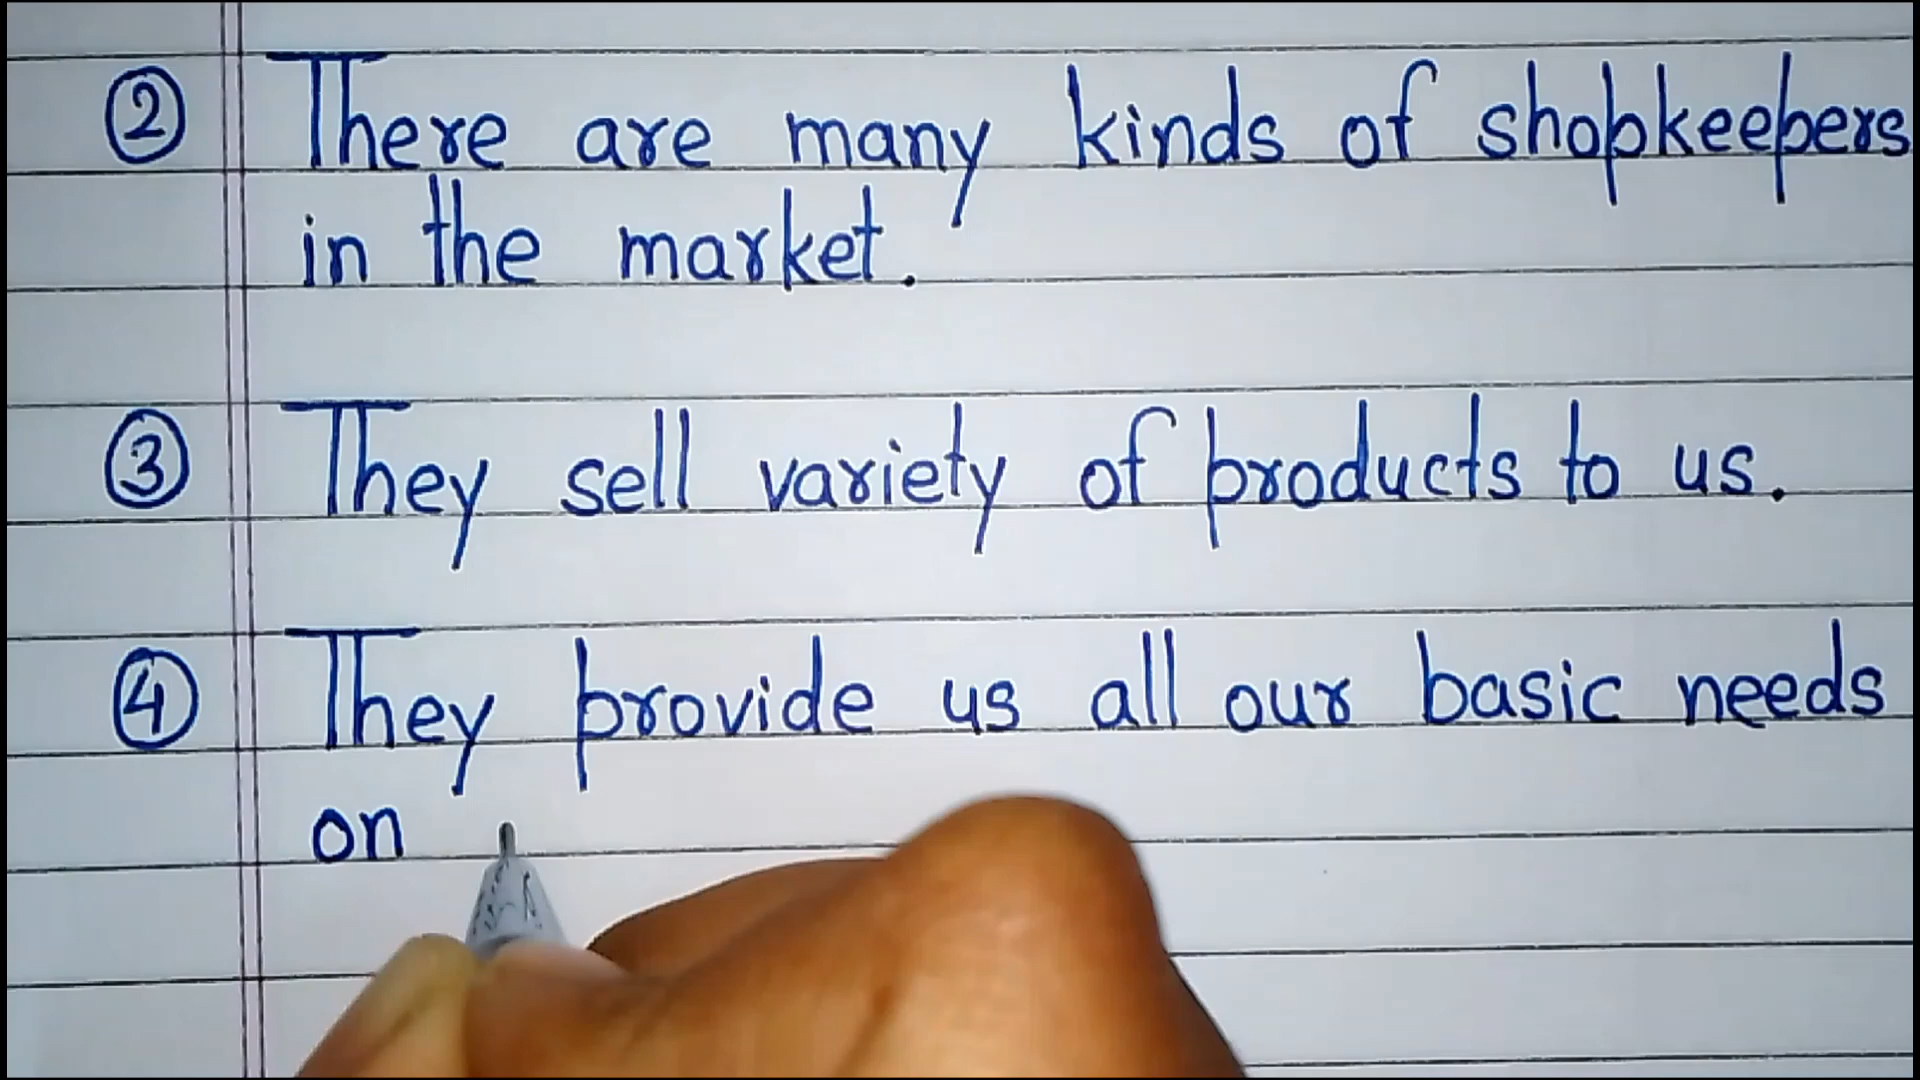 ② There are many kinds of shopkeepers
in the market.
③ They sell variety of products to us.
④ They provide us all our basic needs
on